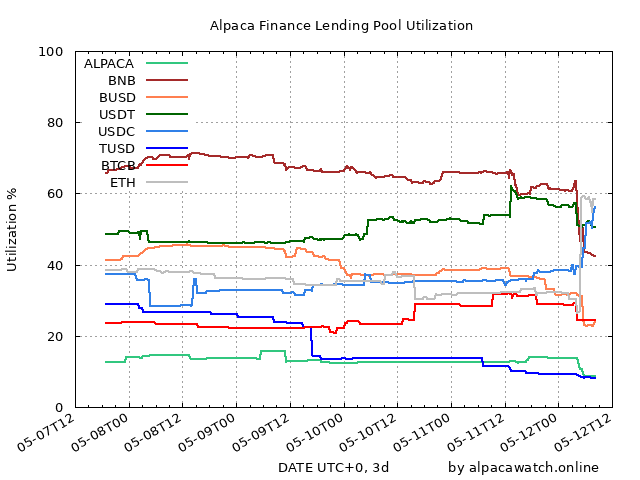 Alpaca Finance Lending Pool Utilization
100
80
60
40
20
0
Utilization %
ALPACA
BNB
BUSD
USDT
USDC
TUSD
BTCB
ETH
05-07T12
05-08T00
05-08T12
05-09T00
05-09T12
05-10T00
05-10T12
05-11T00
05-11T12
05-12T00
05-12T12
DATE UTC+0, 3d
by alpacawatch.online